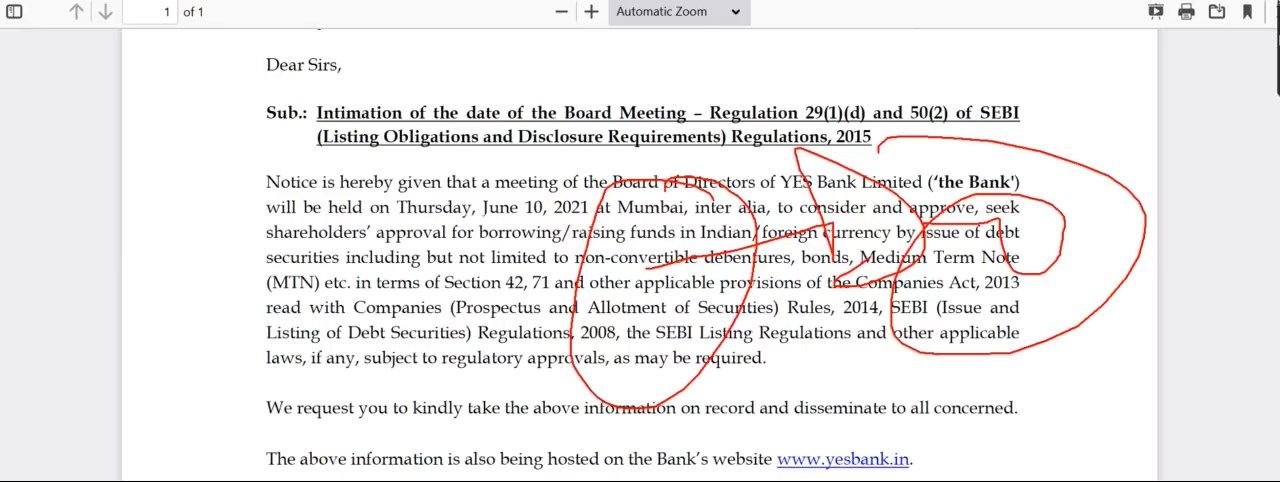 1 of 1
Automatic Zoom
Dear Sirs,
Sub.: Intimation of the date of the Board Meeting – Regulation 29(1)(d) and 50(2) of SEBI
(Listing Obligations and Disclosure Requirements) Regulations, 2015
Notice is hereby given that a meeting of the Board of Directors of YES Bank Limited (‘the Bank')
will be held on Thursday, June 10, 2021 at Mumbai, inter alia, to consider and approve, seek
shareholders’ approval for borrowing/raising funds in Indian/foreign currency by issue of debt
securities including but not limited to non-convertible debentures, bonds, Medium Term Note
(MTN) etc. in terms of Section 42, 71 and other applicable provisions of the Companies Act, 2013
read with Companies (Prospectus and Allotment of Securities) Rules, 2014, SEBI (Issue and
Listing of Debt Securities) Regulations, 2008, the SEBI Listing Regulations and other applicable
laws, if any, subject to regulatory approvals, as may be required.
We request you to kindly take the above information on record and disseminate to all concerned.
The above information is also being hosted on the Bank’s website www.yesbank.in.